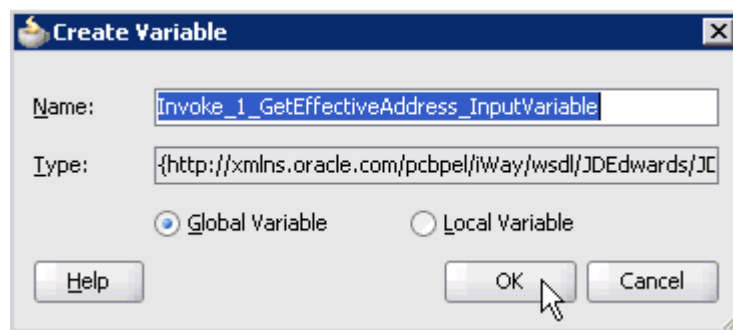 Create Variable
Name: Invoke_1_GetEffectiveAddress_InputVariable
Type: {http://xmlns.oracle.com/pcbpel/iWay/wsdl/JDEdwards/JD
Global Variable Local Variable
Help OK Cancel